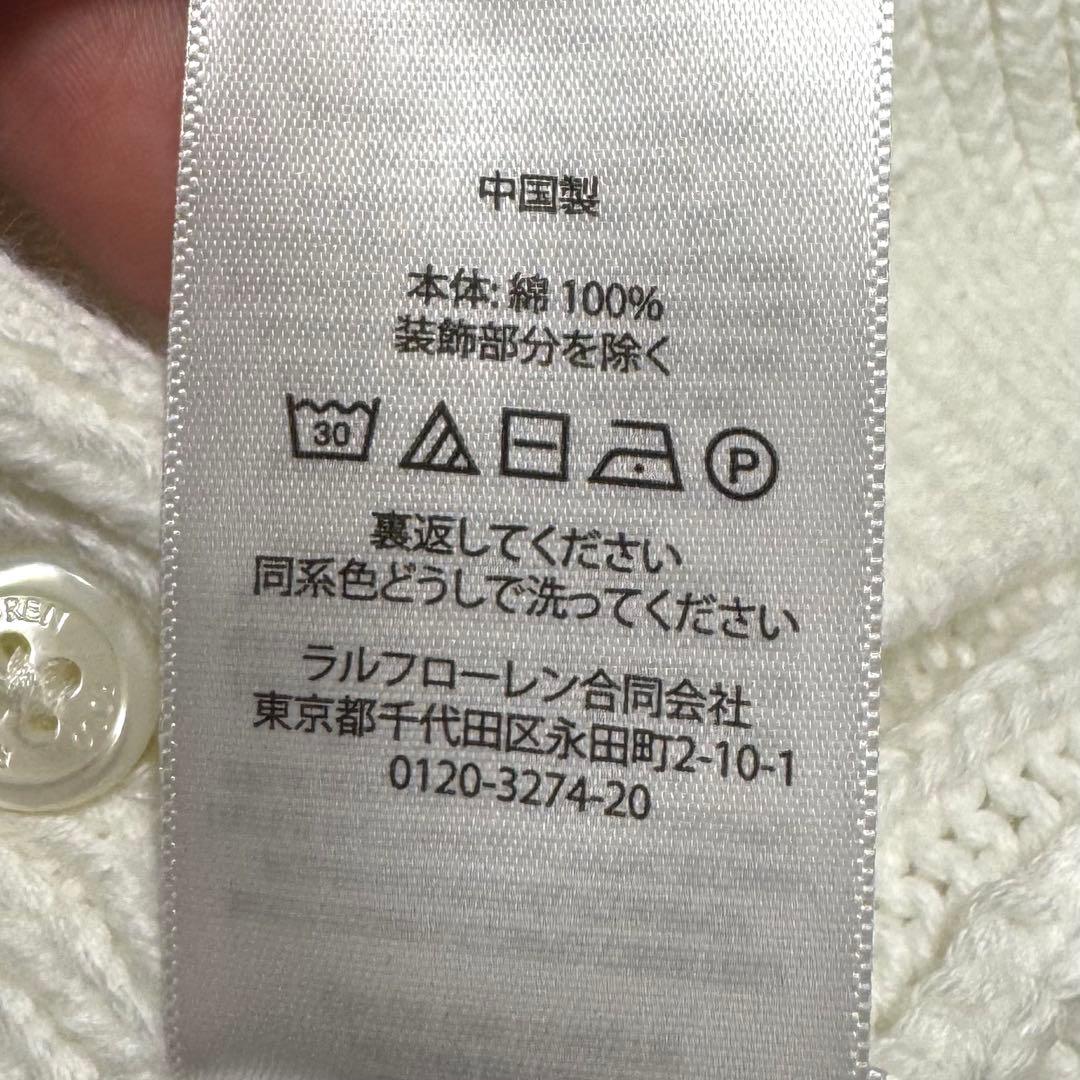 中国製
本体: 綿 100%
装飾部分を除く
30
P
裏返してください
同系色どうしで洗ってください
ラルフローレン合同会社
東京都千代田区永田町2-10-1
0120-3274-20